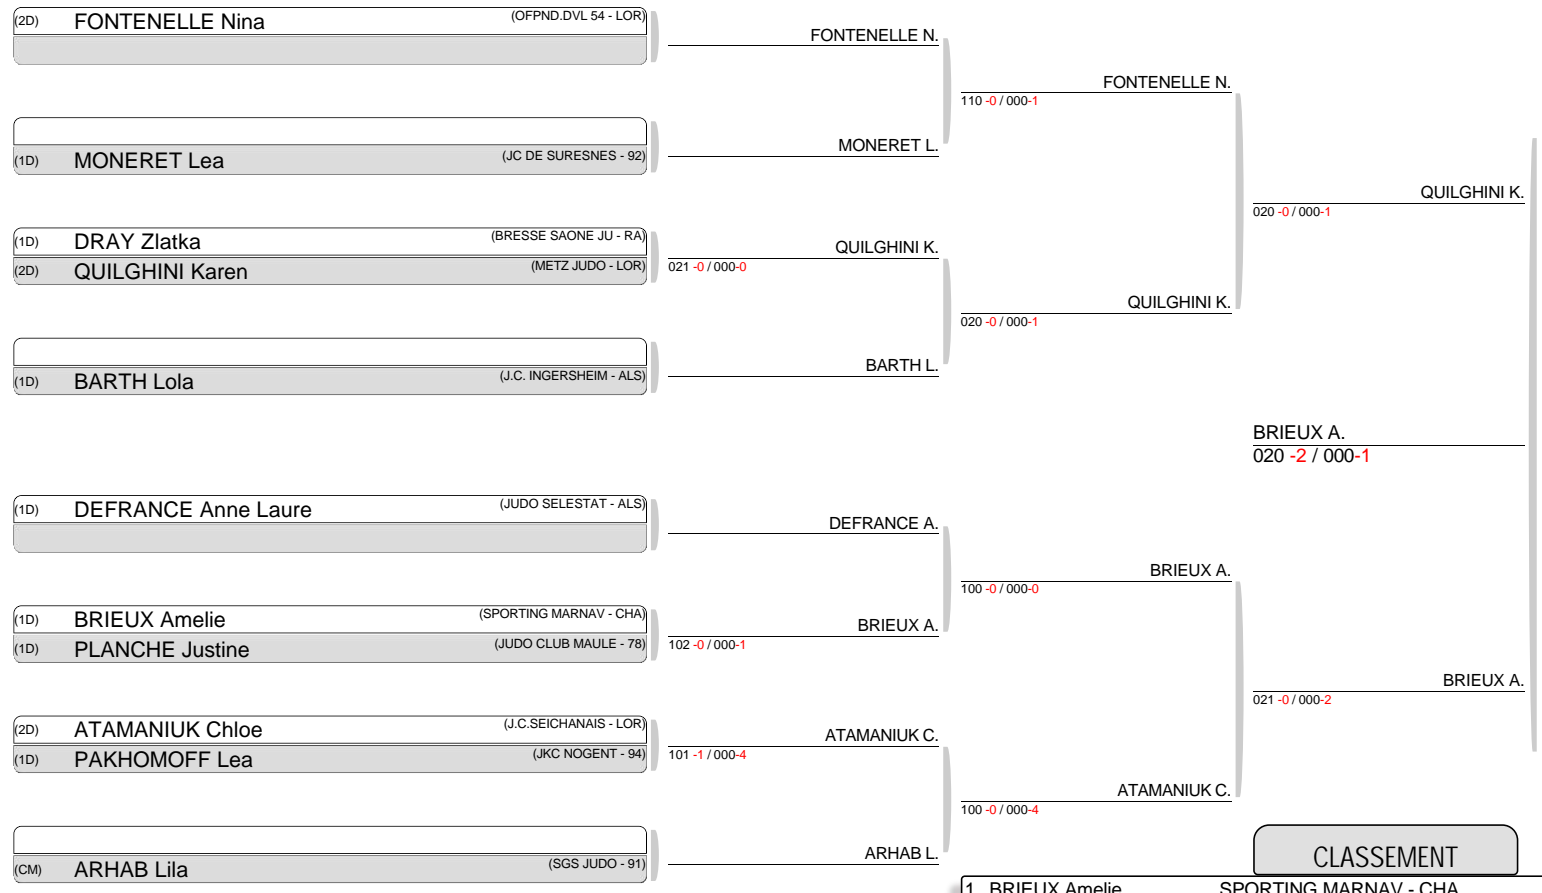 (2D) FONTENELLE Nina (OFPND.DVL 54 - LOR)
(1D) MONERET Lea (JC DE SURESNES - 92)
(1D) DRAY Zlatka (BRESSE SAONE JU - RA)
(2D) QUILGHINI Karen (METZ JUDO - LOR)
(1D) BARTH Lola (J.C. INGERSHEIM - ALS)
(1D) DEFRANCE Anne Laure (JUDO SELESTAT - ALS)
(1D) BRIEUX Amelie (SPORTING MARNAV - CHA)
(1D) PLANCHE Justine (JUDO CLUB MAULE - 78)
(2D) ATAMANIUK Chloe (J.C.SEICHANAIS - LOR)
(1D) PAKHOMOFF Lea (JKC NOGENT - 94)
(CM) ARHAB Lila (SGS JUDO - 91)
FONTENELLE N.
MONERET L.
QUILGHINI K.
021 -0 / 000-0
BARTH L.
DEFRANCE A.
BRIEUX A.
102 -0 / 000-1
ATAMANIUK C.
101 -1 / 000-4
ARHAB L.
FONTENELLE N.
110 -0 / 000-1
QUILGHINI K.
020 -0 / 000-1
BRIEUX A.
100 -0 / 000-0
ATAMANIUK C.
100 -0 / 000-4
QUILGHINI K.
020 -0 / 000-1
BRIEUX A.
020 -2 / 000-1
BRIEUX A.
021 -0 / 000-2
CLASSEMENT
1 BRIEUX Amelie SPORTING MARNAV - CHA